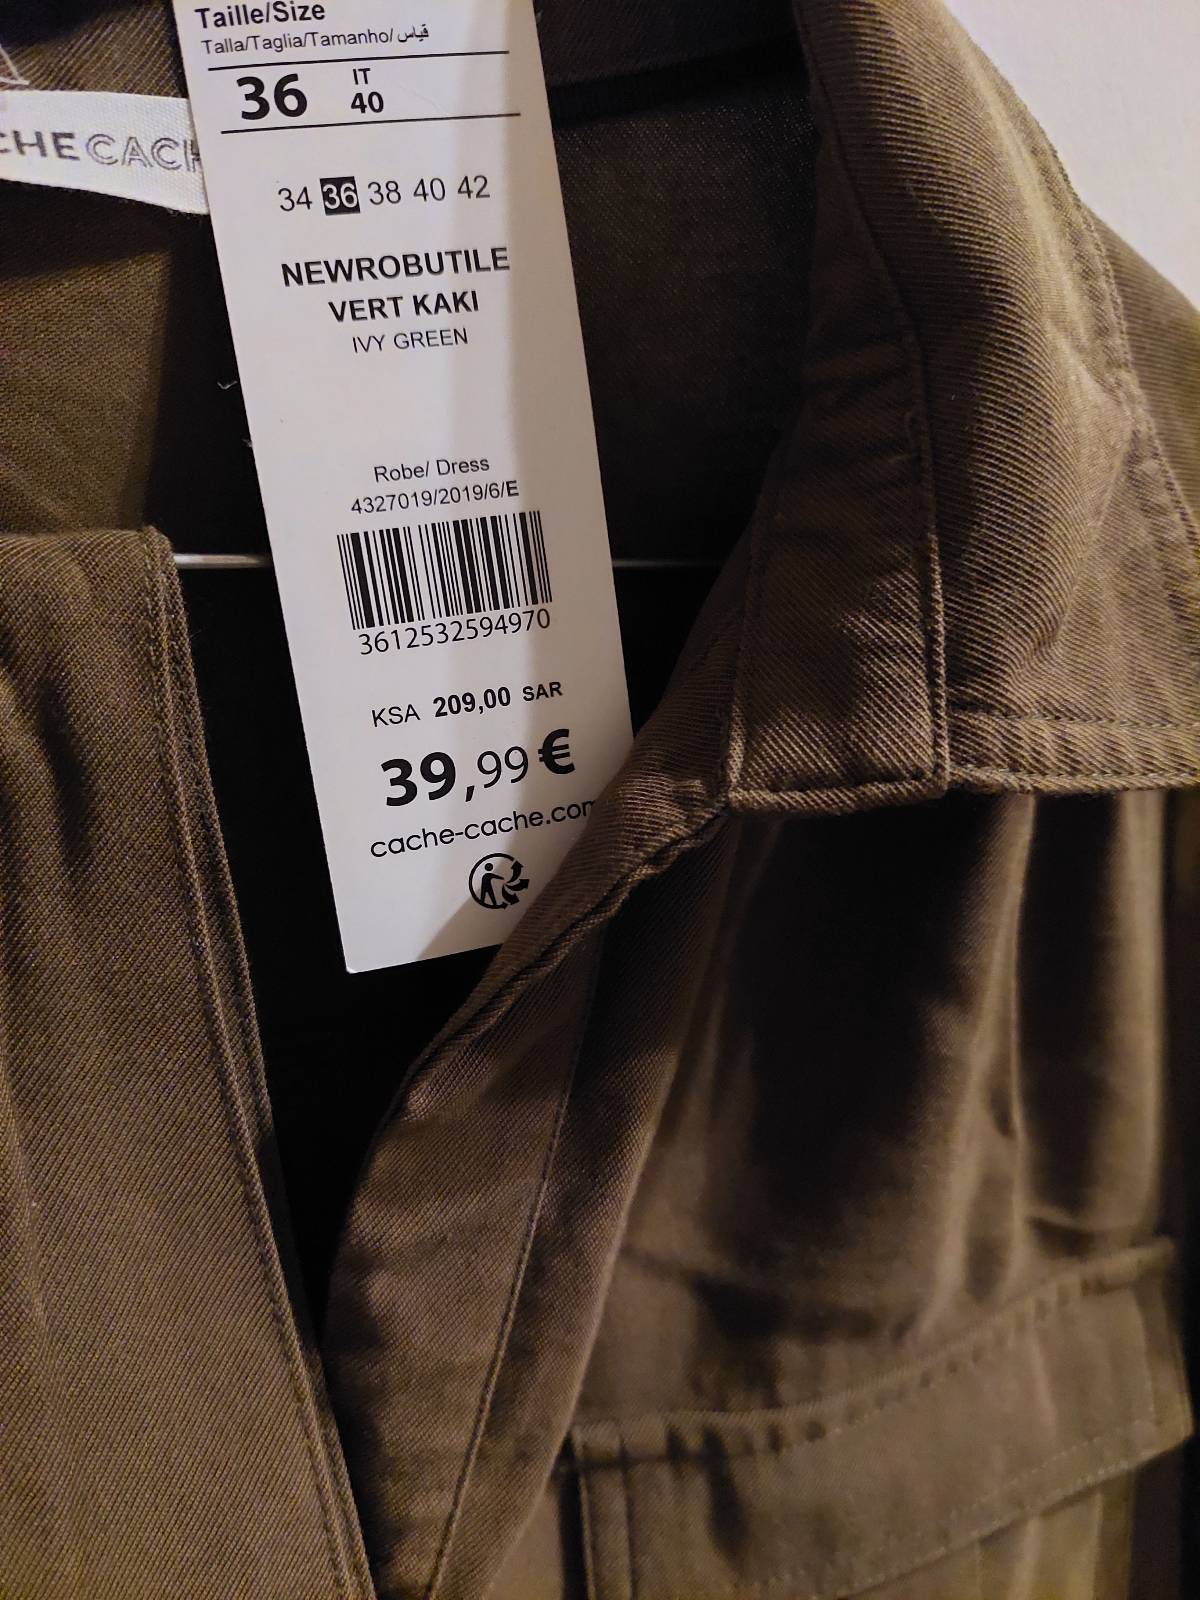 Taille/Size
Talla/Taglia/Tamanho/ قياس
36 IT 40
CHE CACH
34 36 38 40 42
NEWROBUTILE
VERT KAKI
IVY GREEN
Robe/ Dress
4327019/2019/6/E
3612532594970
KSA 209,00 SAR
39,99 €
cache-cache.com